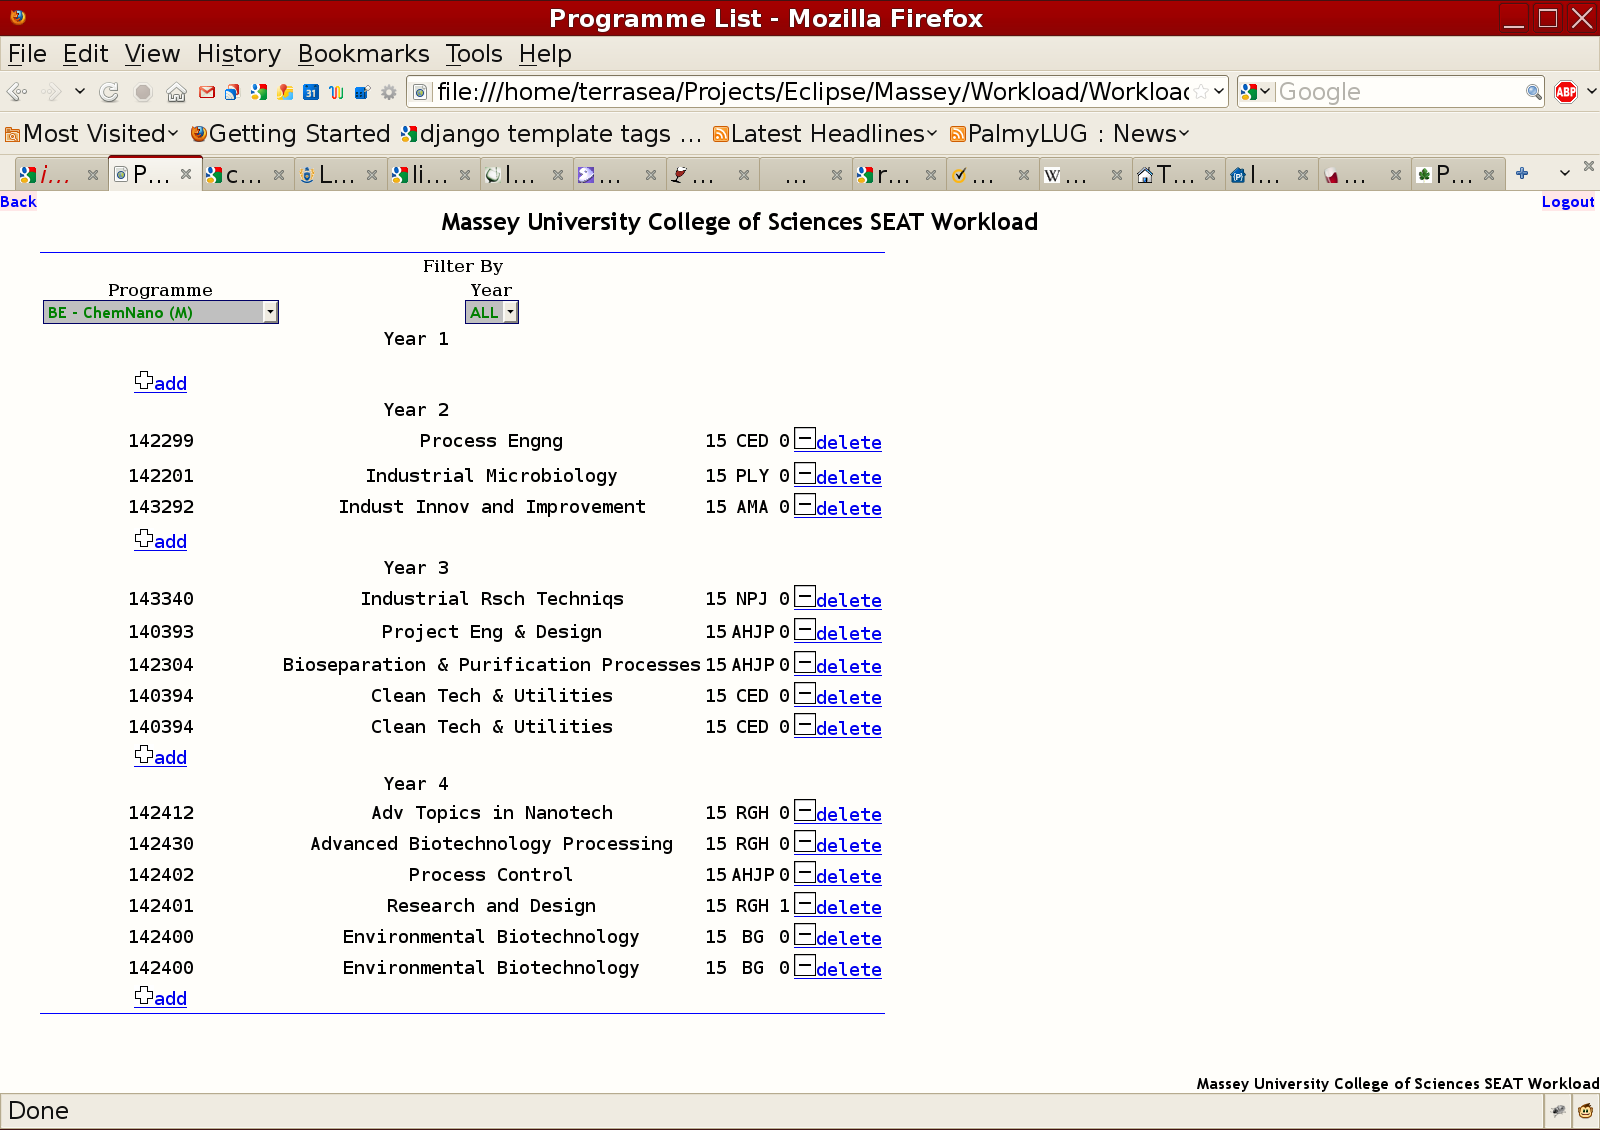 Programme List - Mozilla Firefox
File Edit View History Bookmarks Tools Help
file:///home/terrasea/Projects/Eclipse/Massey/Workload/Workload Google ABP
Most Visited Getting Started django template tags ... Latest Headlines PalmyLUG : News
i... P... c... L... li... I... ... ... ... r... ... W ... T... I... ... P...
Back Logout
Massey University College of Sciences SEAT Workload
Filter By
Programme Year
BE - ChemNano (M) ALL
Year 1
add
Year 2
142299 Process Engng 15 CED 0 delete
142201 Industrial Microbiology 15 PLY 0 delete
143292 Indust Innov and Improvement 15 AMA 0 delete
add
Year 3
143340 Industrial Rsch Techniqs 15 NPJ 0 delete
140393 Project Eng & Design 15 AHJP 0 delete
142304 Bioseparation & Purification Processes 15 AHJP 0 delete
140394 Clean Tech & Utilities 15 CED 0 delete
140394 Clean Tech & Utilities 15 CED 0 delete
add
Year 4
142412 Adv Topics in Nanotech 15 RGH 0 delete
142430 Advanced Biotechnology Processing 15 RGH 0 delete
142402 Process Control 15 AHJP 0 delete
142401 Research and Design 15 RGH 1 delete
142400 Environmental Biotechnology 15 BG 0 delete
142400 Environmental Biotechnology 15 BG 0 delete
add
Massey University College of Sciences SEAT Workload
Done